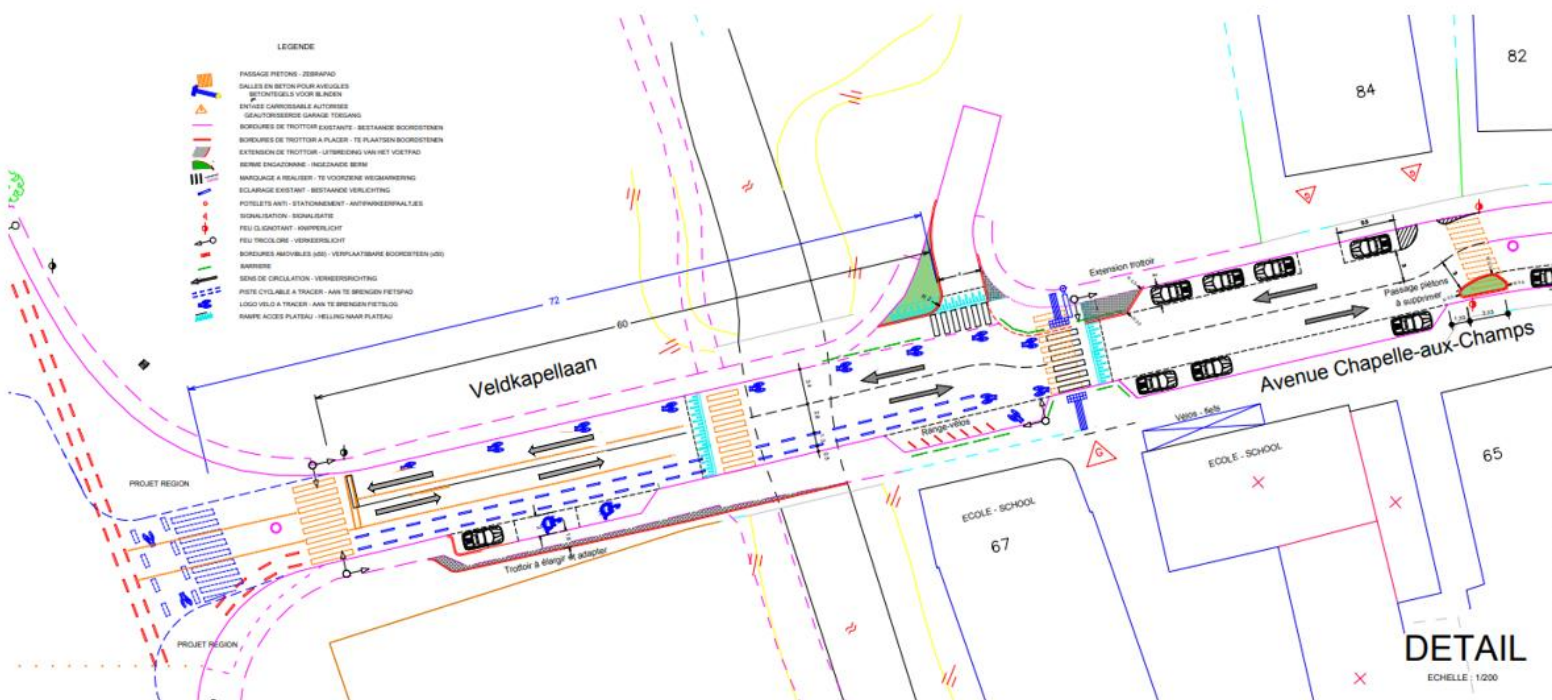 LEGENDE
PASSAGE PIETONS - ZEBRAPAD
DALLES EN BETON POUR AVEUGLES
BETONTEGELS VOOR BLINDEN
ENTREE CARROSSABLE AUTORISEE
GEAUTORISEERDE GARAGE TOEGANG
BORDURES DE TROTTOIR EXISTANTE - BESTAANDE BOORDSTENEN
BORDURES DE TROTTOIR A PLACER - TE PLAATSEN BOORDSTENEN
EXTENSION DE TROTTOIR - UITBREIDING VAN HET VOETPAD
BERME ENGAZONNE - INGEZAAIDE BERM
MARQUAGE A REALISER - TE VOORZIENE WEGMARKERING
ECLAIRAGE EXISTANT - BESTAANDE VERLICHTING
POTELETS ANTI - STATIONNEMENT - ANTIPARKEERPAALTJES
SIGNALISATION - SIGNALISATIE
FEU CLIGNOTANT - KNIPPERLICHT
FEU TRICOLORE - VERKEERSLICHT
BORDURES AMOVIBLES - VERPLAATSBARE BOORDSTEEN
BARRIERE
SENS DE CIRCULATION - VERKEERSRICHTING
PISTE CYCLABLE A TRACER - AAN TE BRENGEN FIETSPAD
LOGO VELO A TRACER - AAN TE BRENGEN FIETSLOG
RAMPE ACCES PLATEAU - HELLING NAAR PLATEAU
82
84
72
60
Extension trottoir
Passage piétons
à supprimer
Veldkapellaan
Avenue Chapelle-aux-Champs
Vélos - fiets
Range-vélos
G
ECOLE - SCHOOL
65
PROJET REGION
ECOLE - SCHOOL
67
Trottoir à élargir et adapter
PROJET REGION
DETAIL
ECHELLE : 1/200